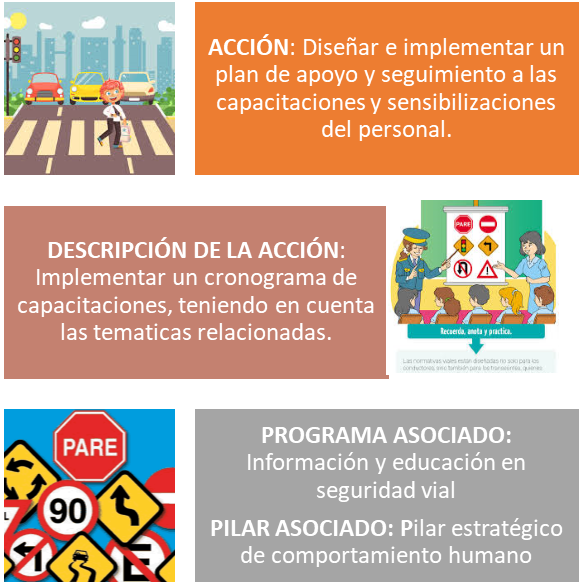 ACCIÓN: Diseñar e implementar un
plan de apoyo y seguimiento a las
capacitaciones y sensibilizaciones
del personal.
DESCRIPCIÓN DE LA ACCIÓN:
Implementar un cronograma de
capacitaciones, teniendo en cuenta
las tematicas relacionadas.
PARE
Recuerda, anota y practica.
Las normativas viales están diseñadas no solo para los
conductores, sino también para los transeúntes, quienes
PARE
90
E
PROGRAMA ASOCIADO:
Información y educación en
seguridad vial
PILAR ASOCIADO: Pilar estratégico
de comportamiento humano